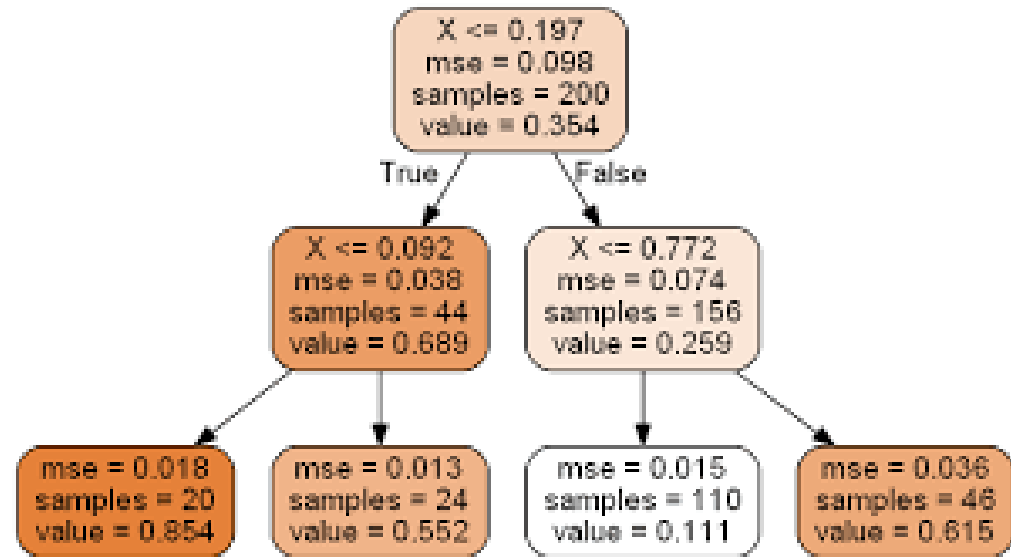 X <= 0.197
mse = 0.098
samples = 200
value = 0.354
True
False
X <= 0.092
mse = 0.038
samples = 44
value = 0.689
X <= 0.772
mse = 0.074
samples = 156
value = 0.259
mse = 0.018
samples = 20
value = 0.854
mse = 0.013
samples = 24
value = 0.552
mse = 0.015
samples = 110
value = 0.111
mse = 0.036
samples = 46
value = 0.615